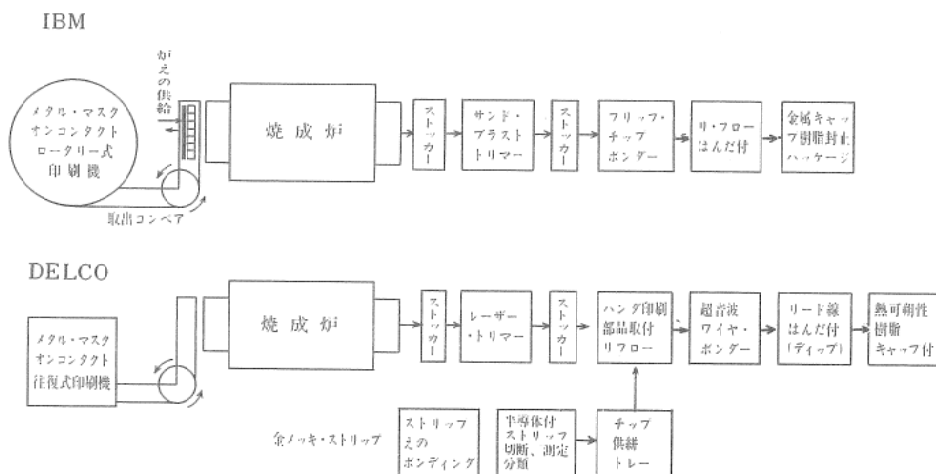 IBM
炉えの供給
メタル・マスク
オンコンタクト
ロータリー式
印刷機
取出コンベア
焼成炉
ストッカー
サンド・
ブラスト
トリマー
ストッカー
フリップ・
チップ
ボンダー
リ・フロー
はんだ付
金属キャッ
プ樹脂封止
パッケージ
DELCO
メタル・マスク
オンコンタクト
往復式印刷機
焼成炉
ストッカー
レーザー
・トリマー
ストッカー
ハンダ印刷
部品取付
リフロー
超音波
ワイヤ・
ボンダー
リード線
はんだ付
(ディップ)
熱可朔性
樹脂
キャップ付
金メッキ・ストリップ
ストリップ
えの
ボンディング
半導体付
ストリップ
切断、測定
分類
チップ
供給
トレー